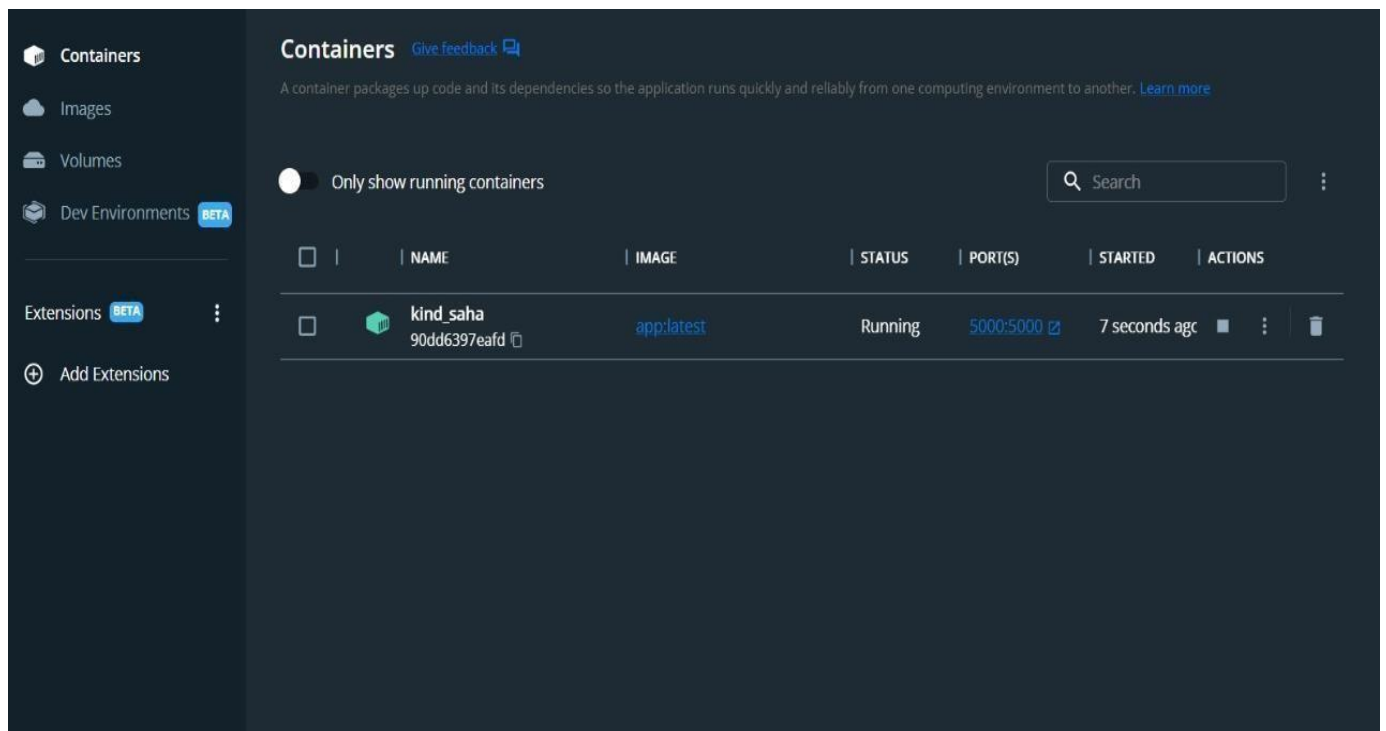 Containers
Images
Volumes
Dev Environments BETA
Extensions BETA
Add Extensions
Containers Give feedback
A container packages up code and its dependencies so the application runs quickly and reliably from one computing environment to another. Learn more
Only show running containers
Search
NAME IMAGE STATUS PORT(S) STARTED ACTIONS
kind_saha app:latest Running 5000:5000 7 seconds agc
90dd6397eafd